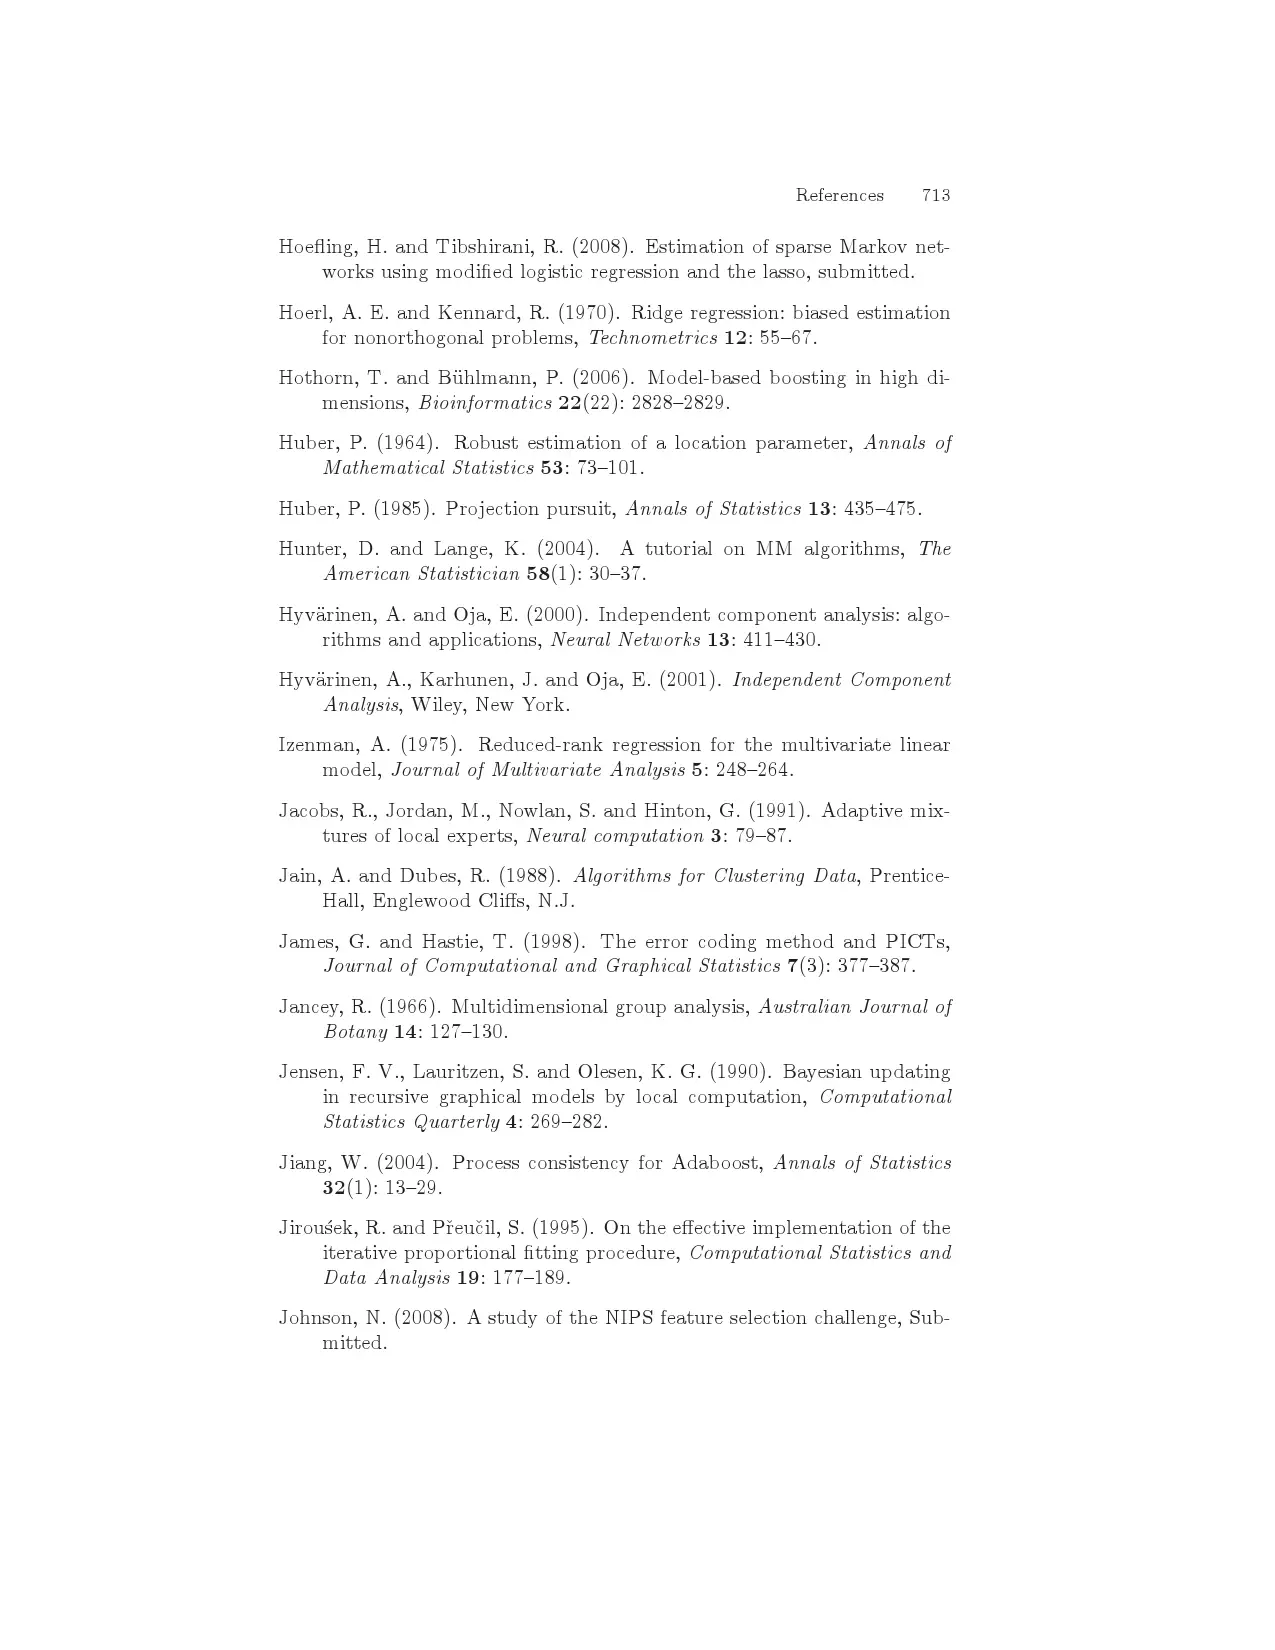 References 713
Hoefling, H. and Tibshirani, R. (2008). Estimation of sparse Markov net-
works using modified logistic regression and the lasso, submitted.
Hoerl, A. E. and Kennard, R. (1970). Ridge regression: biased estimation
for nonorthogonal problems, Technometrics 12: 55–67.
Hothorn, T. and Bühlmann, P. (2006). Model-based boosting in high di-
mensions, Bioinformatics 22(22): 2828–2829.
Huber, P. (1964). Robust estimation of a location parameter, Annals of
Mathematical Statistics 53: 73–101.
Huber, P. (1985). Projection pursuit, Annals of Statistics 13: 435–475.
Hunter, D. and Lange, K. (2004). A tutorial on MM algorithms, The
American Statistician 58(1): 30–37.
Hyvärinen, A. and Oja, E. (2000). Independent component analysis: algo-
rithms and applications, Neural Networks 13: 411–430.
Hyvärinen, A., Karhunen, J. and Oja, E. (2001). Independent Component
Analysis, Wiley, New York.
Izenman, A. (1975). Reduced-rank regression for the multivariate linear
model, Journal of Multivariate Analysis 5: 248–264.
Jacobs, R., Jordan, M., Nowlan, S. and Hinton, G. (1991). Adaptive mix-
tures of local experts, Neural computation 3: 79–87.
Jain, A. and Dubes, R. (1988). Algorithms for Clustering Data, Prentice-
Hall, Englewood Cliffs, N.J.
James, G. and Hastie, T. (1998). The error coding method and PICTs,
Journal of Computational and Graphical Statistics 7(3): 377–387.
Jancey, R. (1966). Multidimensional group analysis, Australian Journal of
Botany 14: 127–130.
Jensen, F. V., Lauritzen, S. and Olesen, K. G. (1990). Bayesian updating
in recursive graphical models by local computation, Computational
Statistics Quarterly 4: 269–282.
Jiang, W. (2004). Process consistency for Adaboost, Annals of Statistics
32(1): 13–29.
Jirouśek, R. and Přeučil, S. (1995). On the effective implementation of the
iterative proportional fitting procedure, Computational Statistics and
Data Analysis 19: 177–189.
Johnson, N. (2008). A study of the NIPS feature selection challenge, Sub-
mitted.